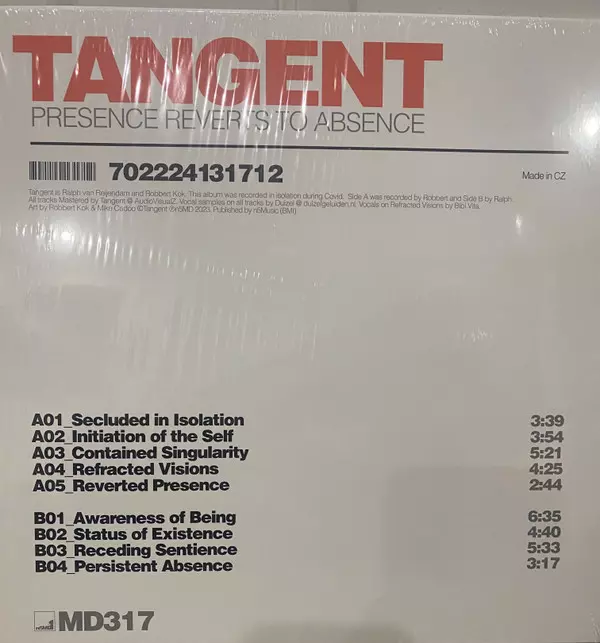 TANGENT
PRESENCE REVERTS TO ABSENCE
702224131712
Made in CZ
Tangent is Ralph van Reijendam and Robbert Kok. This album was recorded in isolation during Covid. Side A was recorded by Robbert and Side B by Ralph.
All tracks Mastered by Tangent @ AudioVisualZ. Vocal samples on all tracks by Dulzel @ dulzelgeluiden.nl. Vocals on Refracted Visions by Bibi Vita.
Art by Robbert Kok & Mike Cadoo ©Tangent 2023. Published by n6Music (BMI)
A01_Secluded in Isolation 3:39
A02_Initiation of the Self 3:54
A03_Contained Singularity 5:21
A04_Refracted Visions 4:25
A05_Reverted Presence 2:44
B01_Awareness of Being 6:35
B02_Status of Existence 4:40
B03_Receding Sentience 5:33
B04_Persistent Absence 3:17
MD317